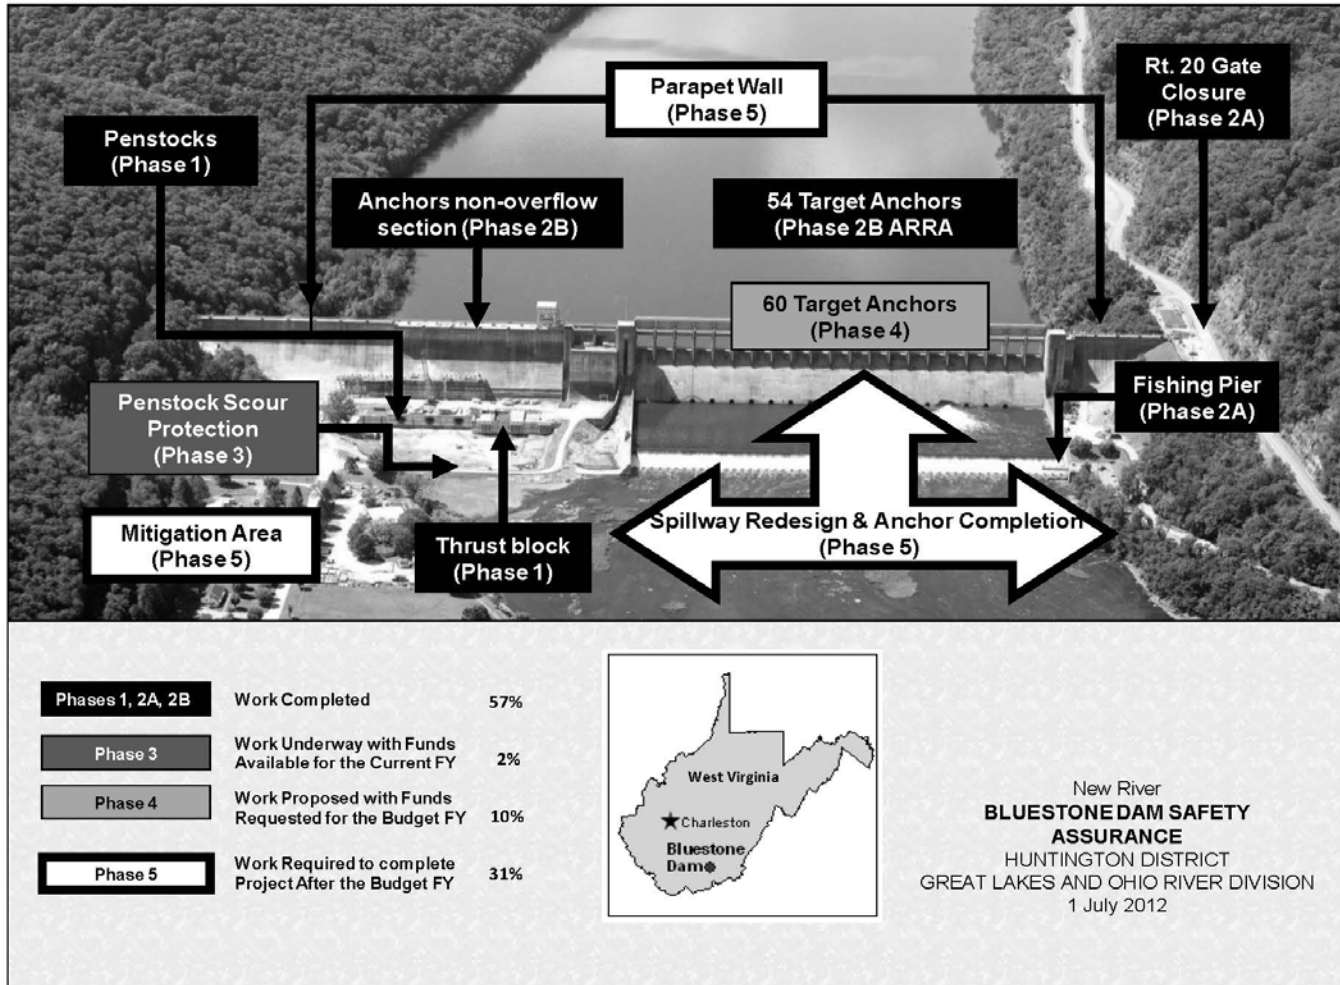 Parapet Wall
(Phase 5)
Rt. 20 Gate
Closure
(Phase 2A)
Penstocks
(Phase 1)
Anchors non-overflow
section (Phase 2B)
54 Target Anchors
(Phase 2B ARRA
60 Target Anchors
(Phase 4)
Penstock Scour
Protection
(Phase 3)
Fishing Pier
(Phase 2A)
Mitigation Area
(Phase 5)
Thrust block
(Phase 1)
Spillway Redesign & Anchor Completion
(Phase 5)
Phases 1, 2A, 2B
Work Completed
57%
Phase 3
Work Underway with Funds
Available for the Current FY
2%
Phase 4
Work Proposed with Funds
Requested for the Budget FY
10%
Phase 5
Work Required to complete
Project After the Budget FY
31%
West Virginia
Charleston
Bluestone
Dam
New River
BLUESTONE DAM SAFETY
ASSURANCE
HUNTINGTON DISTRICT
GREAT LAKES AND OHIO RIVER DIVISION
1 July 2012